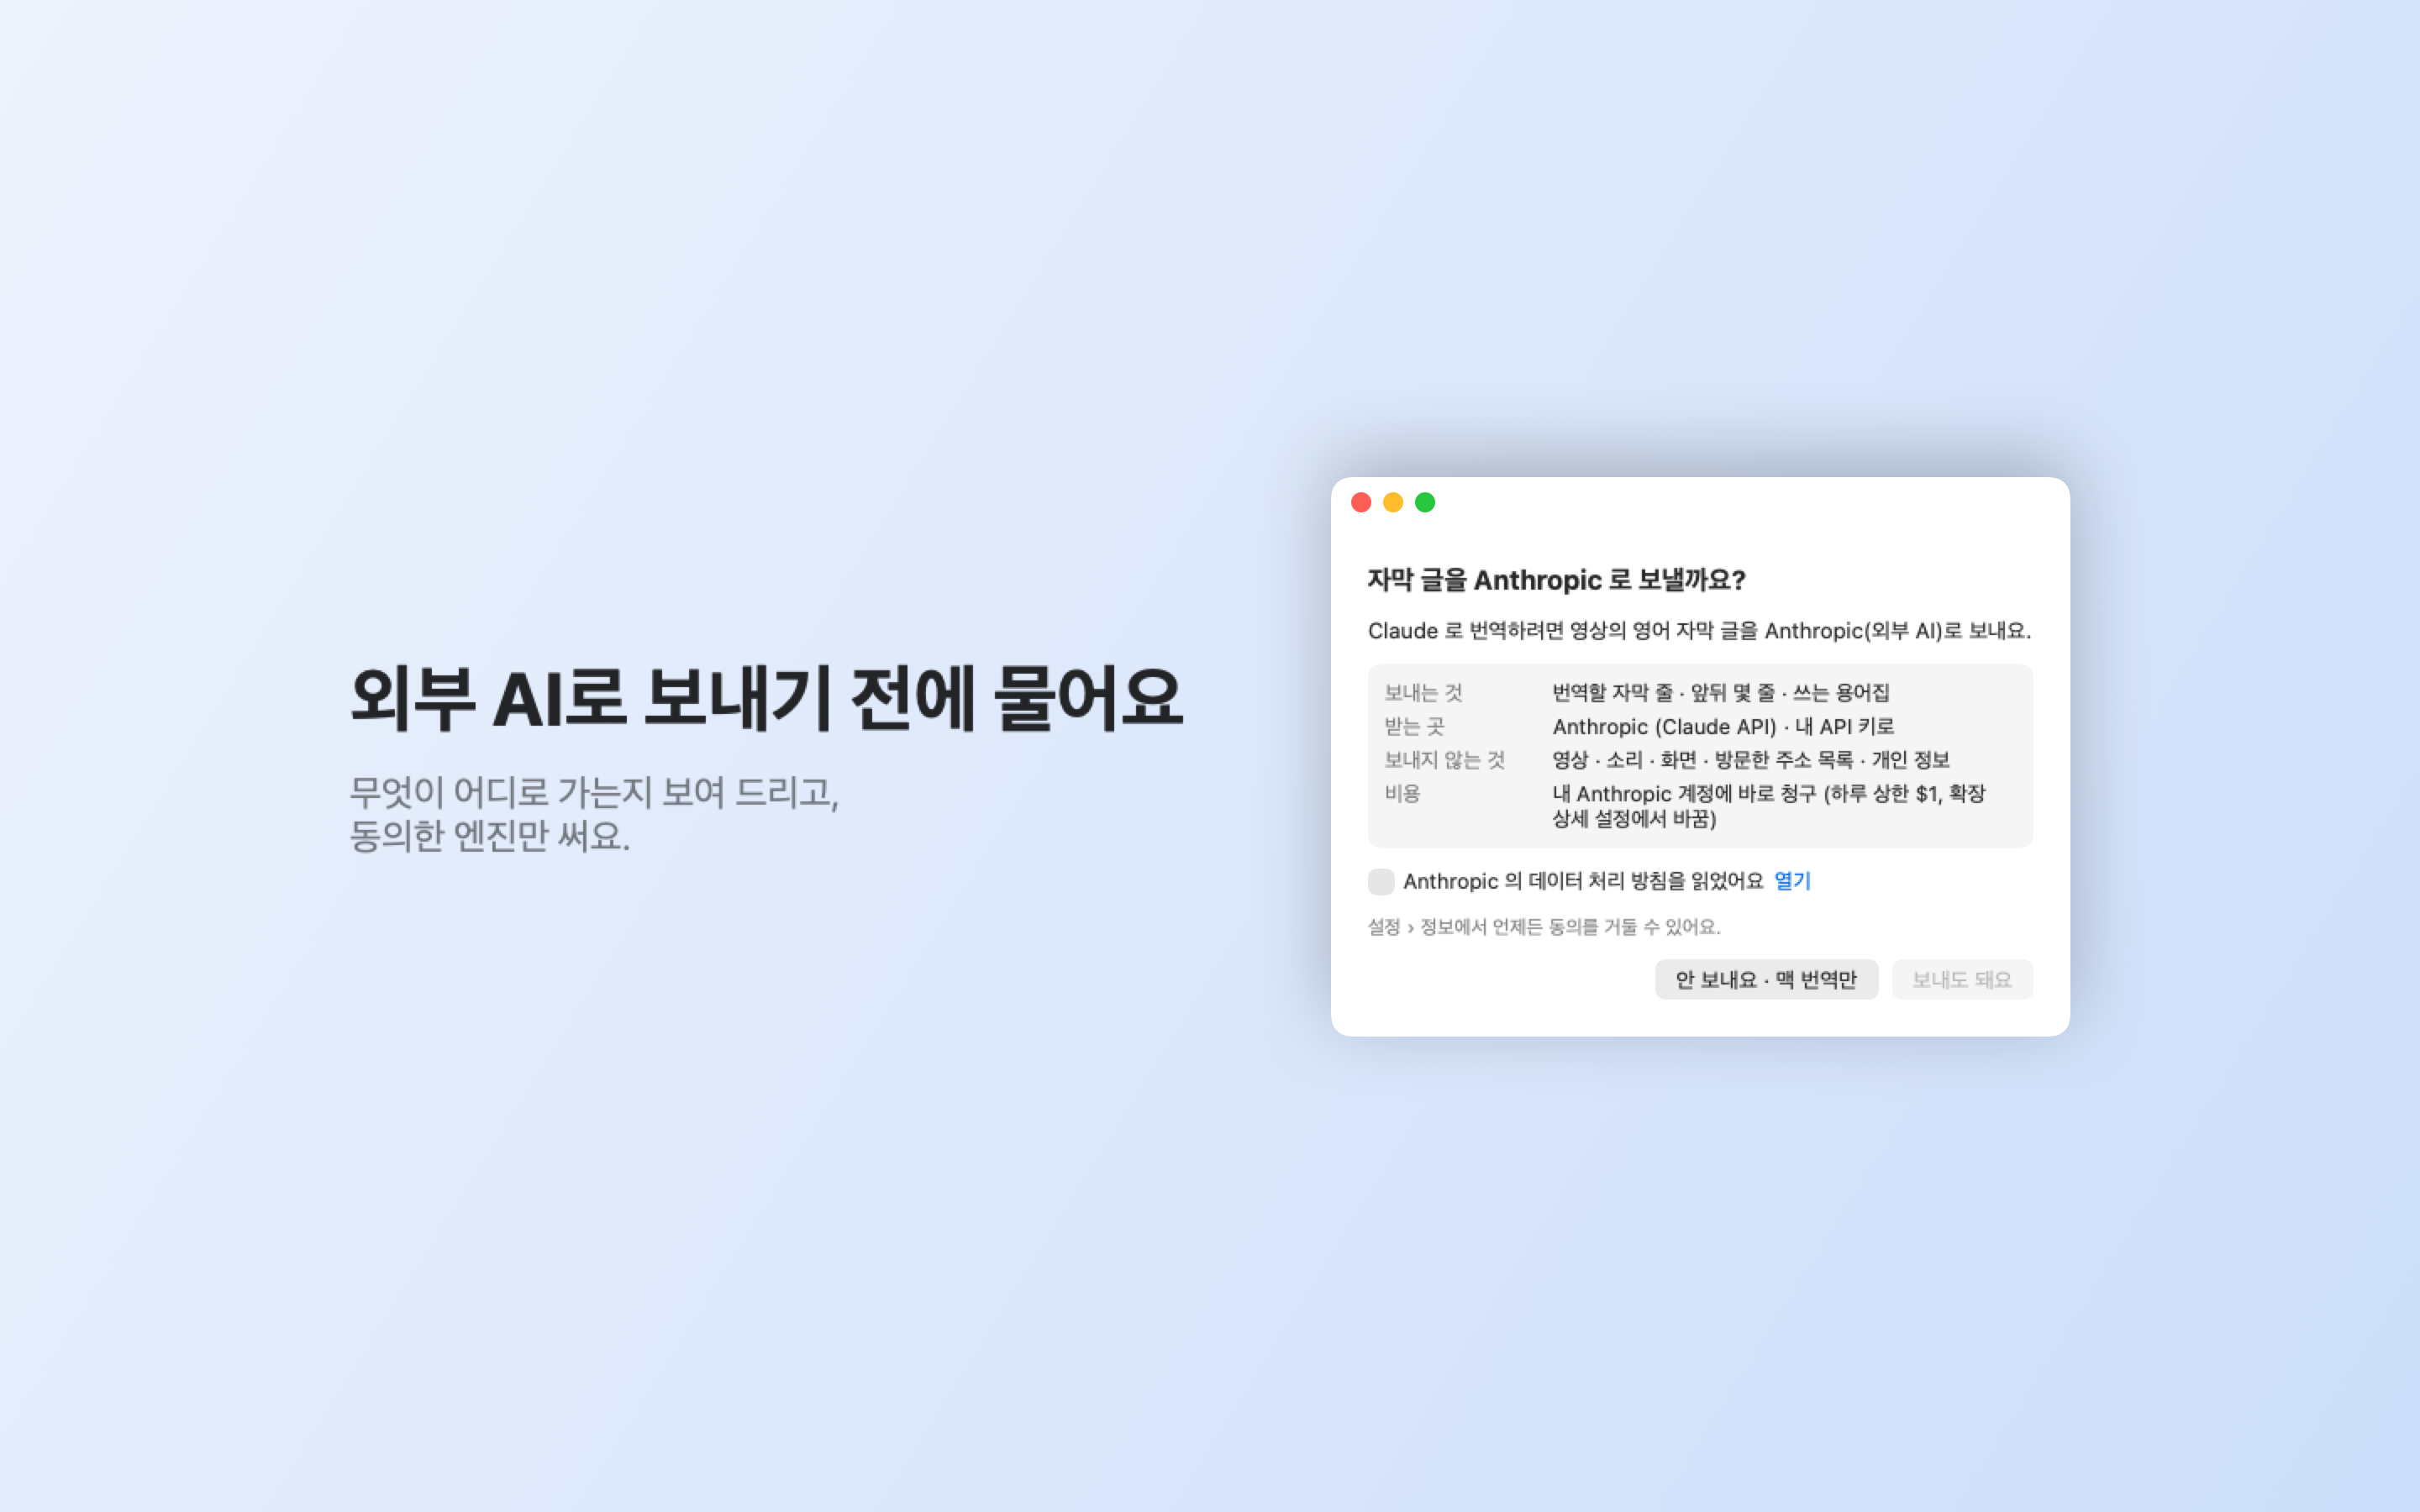 외부 AI로 보내기 전에 물어요
무엇이 어디로 가는지 보여 드리고,
동의한 엔진만 써요.
자막 글을 Anthropic 로 보낼까요?
Claude 로 번역하려면 영상의 영어 자막 글을 Anthropic(외부 AI)로 보내요.
보내는 것 번역할 자막 줄 · 앞뒤 몇 줄 · 쓰는 용어집
받는 곳 Anthropic (Claude API) · 내 API 키로
보내지 않는 것 영상 · 소리 · 화면 · 방문한 주소 목록 · 개인 정보
비용 내 Anthropic 계정에 바로 청구 (하루 상한 $1, 확장
상세 설정에서 바꿈)
Anthropic 의 데이터 처리 방침을 읽었어요 열기
설정 › 정보에서 언제든 동의를 거둘 수 있어요.
안 보내요 · 맥 번역만 보내도 돼요